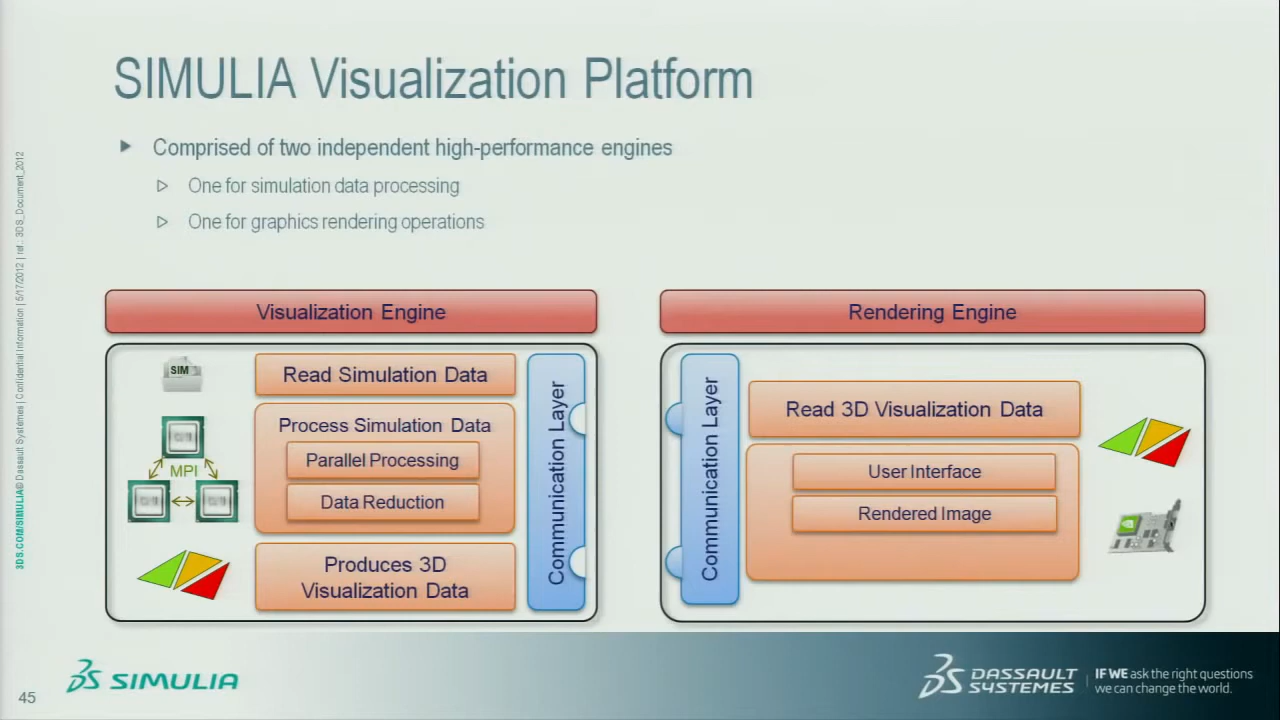 SIMULIA Visualization Platform
Comprised of two independent high-performance engines
One for simulation data processing
One for graphics rendering operations
3DS.COM/SIMULIA© Dassault Systèmes | Confidential Information | 5/17/2012 | ref.: 3DS_Document_2012
Visualization Engine
SIM
Read Simulation Data
Process Simulation Data
Parallel Processing
Data Reduction
MPI
Produces 3D
Visualization Data
Communication Layer
Rendering Engine
Communication Layer
Read 3D Visualization Data
User Interface
Rendered Image
45
SIMULIA
DASSAULT
SYSTEMES
IF WE ask the right questions
we can change the world.